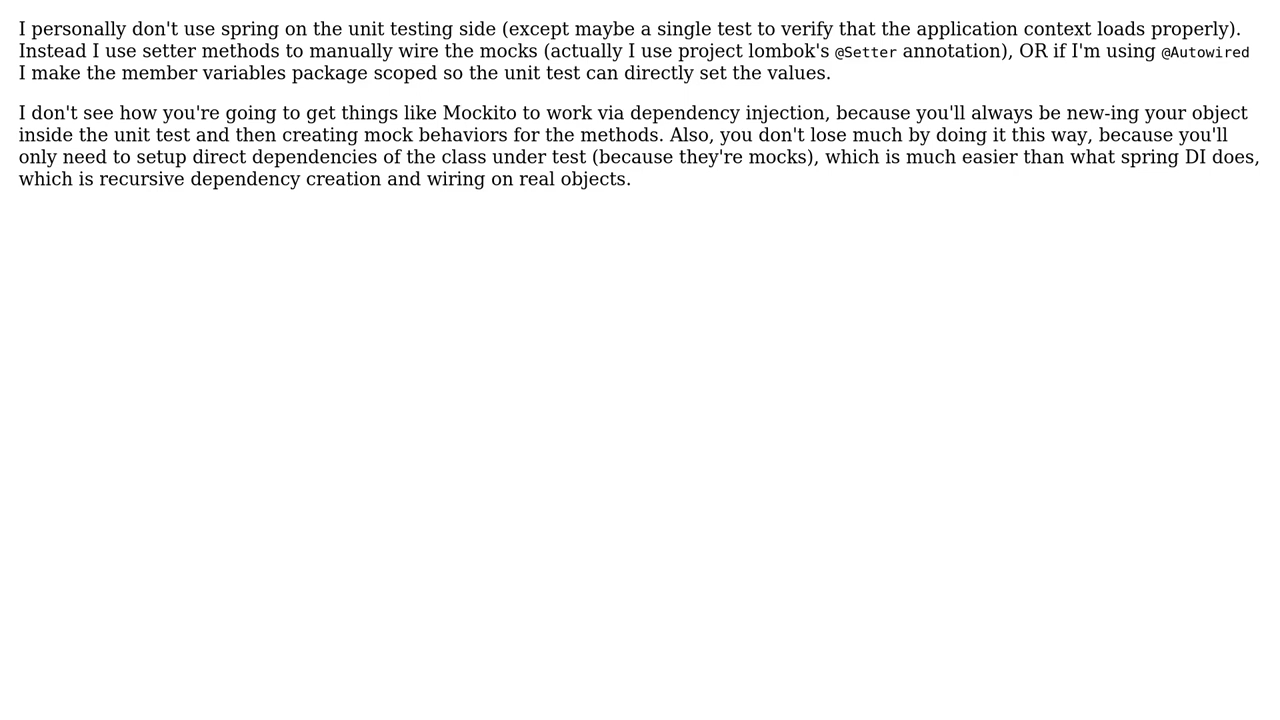 I personally don't use spring on the unit testing side (except maybe a single test to verify that the application context loads properly).
Instead I use setter methods to manually wire the mocks (actually I use project lombok's @Setter annotation), OR if I'm using @Autowired
I make the member variables package scoped so the unit test can directly set the values.
I don't see how you're going to get things like Mockito to work via dependency injection, because you'll always be new-ing your object
inside the unit test and then creating mock behaviors for the methods. Also, you don't lose much by doing it this way, because you'll
only need to setup direct dependencies of the class under test (because they're mocks), which is much easier than what spring DI does,
which is recursive dependency creation and wiring on real objects.